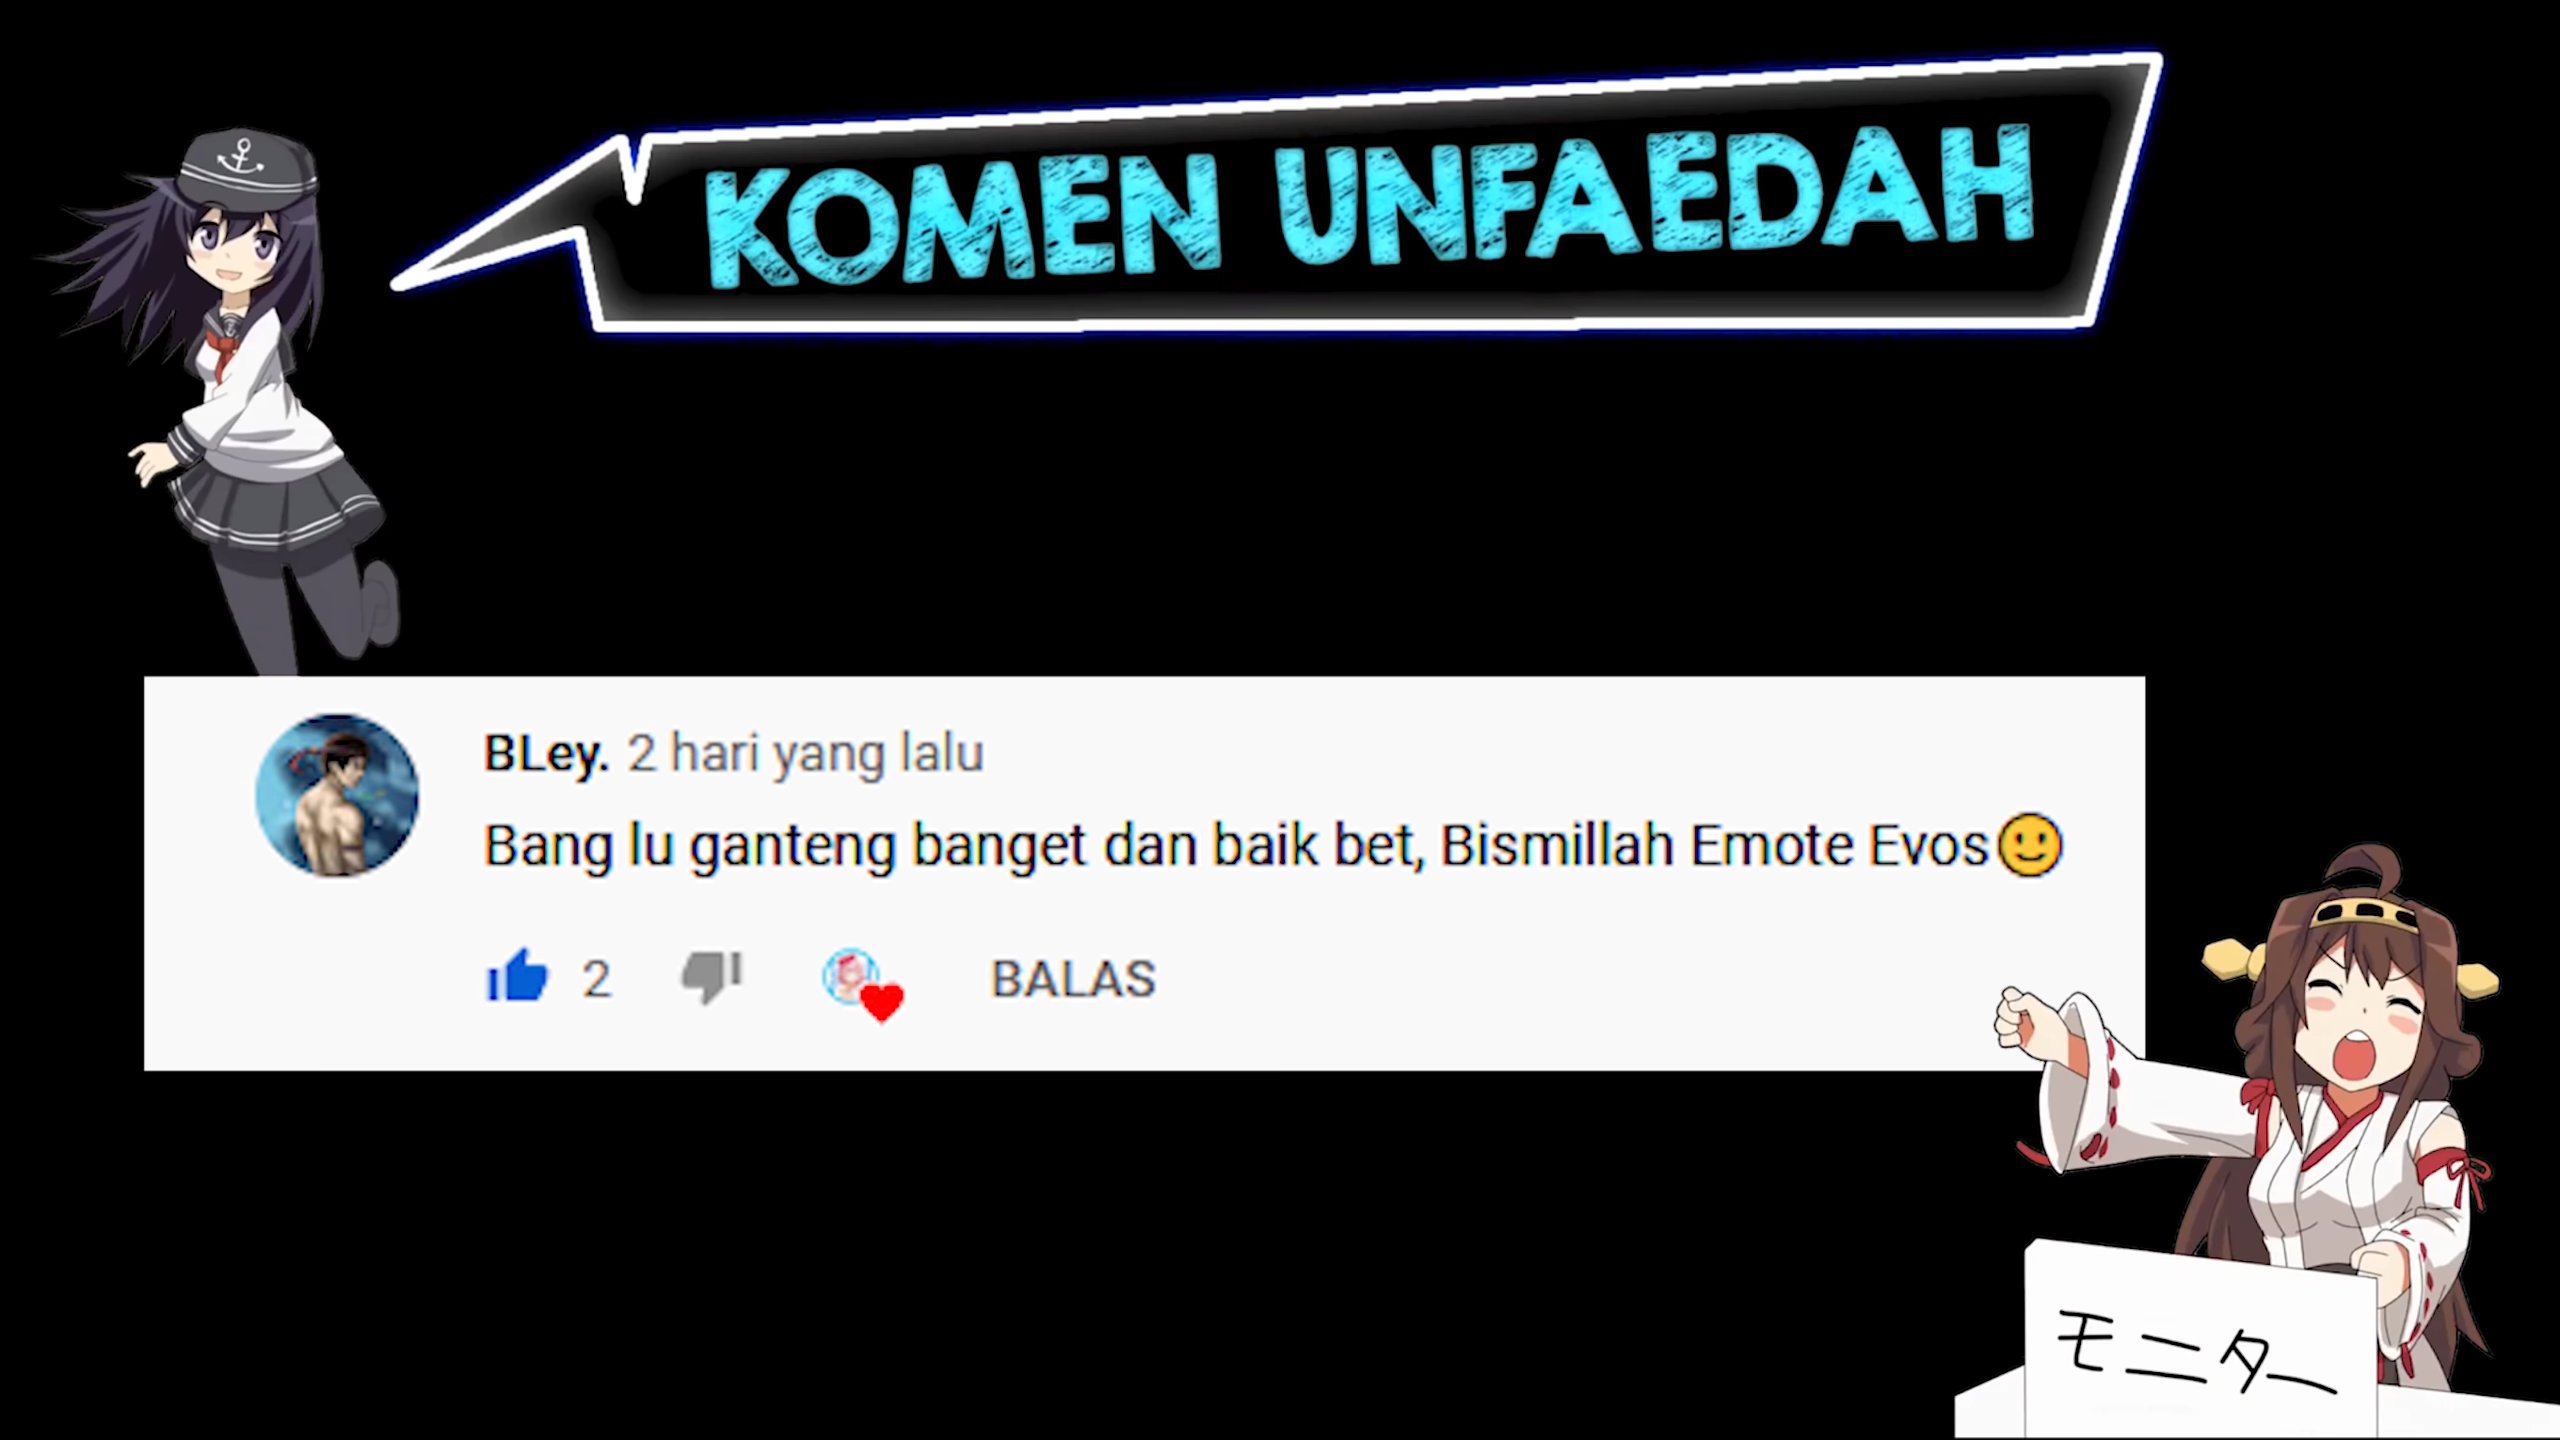 KOMEN UNFAEDAH
BLey. 2 hari yang lalu
Bang lu ganteng banget dan baik bet, Bismillah Emote Evos🙂
2 BALAS
モニター